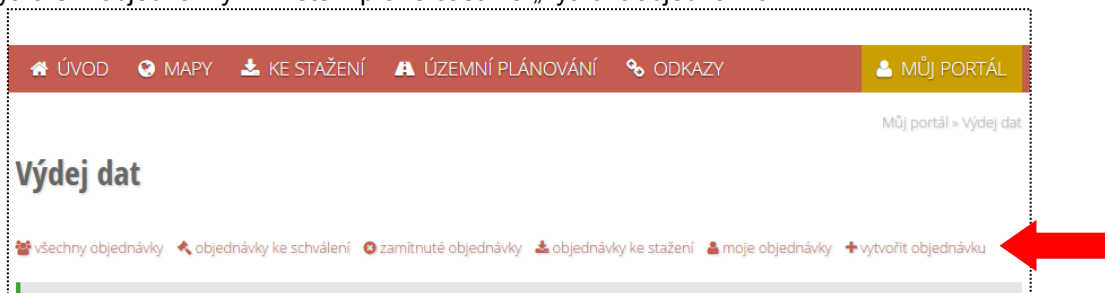 ÚVOD MAPY KE STAŽENÍ ÚZEMNÍ PLÁNOVÁNÍ ODKAZY MŮJ PORTÁL
Můj portál » Výdej dat
Výdej dat
všechny objednávky objednávky ke schválení zamítnuté objednávky objednávky ke stažení moje objednávky vytvořit objednávku